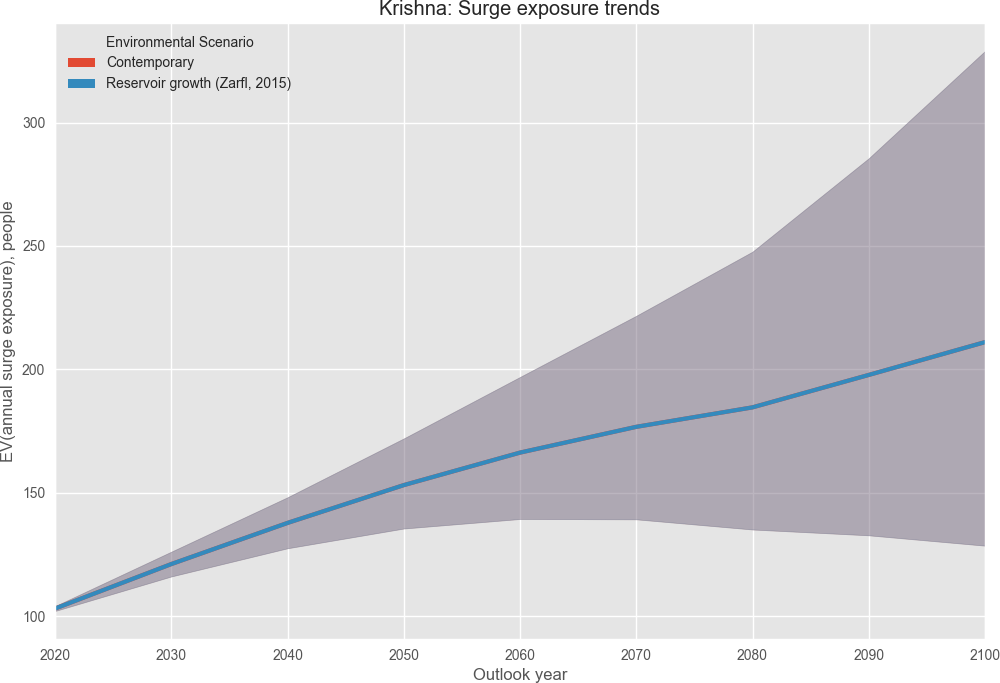 Krishna: Surge exposure trends
Environmental Scenario
Contemporary
Reservoir growth (Zarfl, 2015)
EV(annual surge exposure), people
300
250
200
150
100
2020 2030 2040 2050 2060 2070 2080 2090 2100
Outlook year